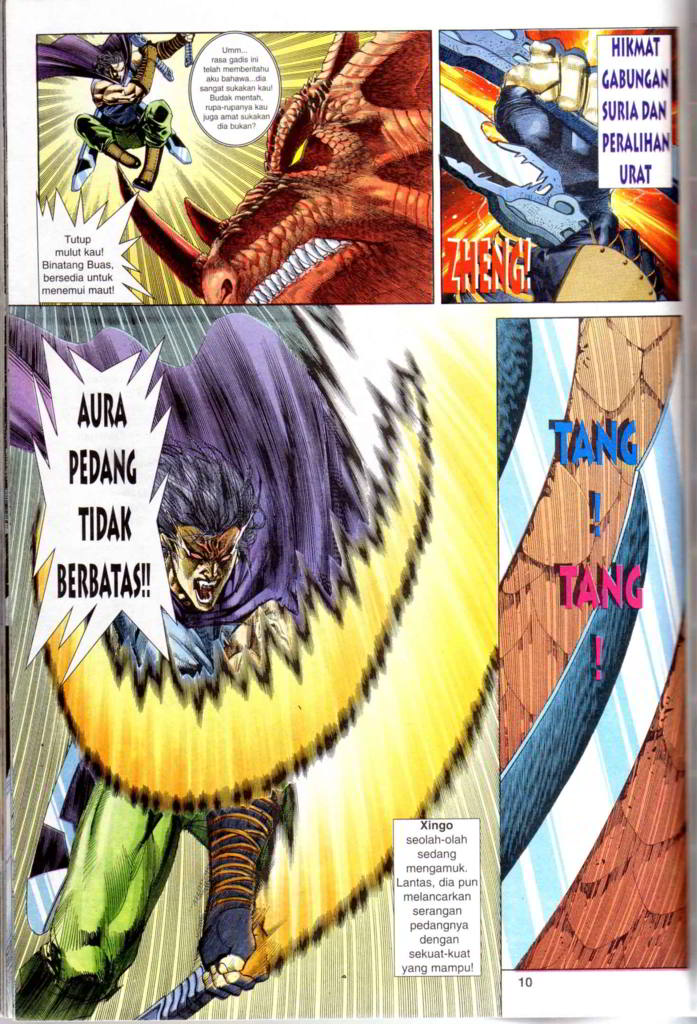 Umm...
rasa gadis ini
telah memberitahu
aku bahawa...dia
sangat sukakan kau!
Budak mentah,
rupa-rupanya kau
juga amat sukakan
dia bukan?
Tutup
mulut kau!
Binatang Buas,
bersedia untuk
menemui maut!
HIKMAT
GABUNGAN
SURIA DAN
PERALIHAN
URAT
ZHENG!
AURA
PEDANG
TIDAK
BERBATAS!!
TANG
!
TANG
!
Xingo
seolah-olah
sedang
mengamuk.
Lantas, dia pun
melancarkan
serangan
pedangnya
dengan
sekuat-kuat
yang mampu!
10